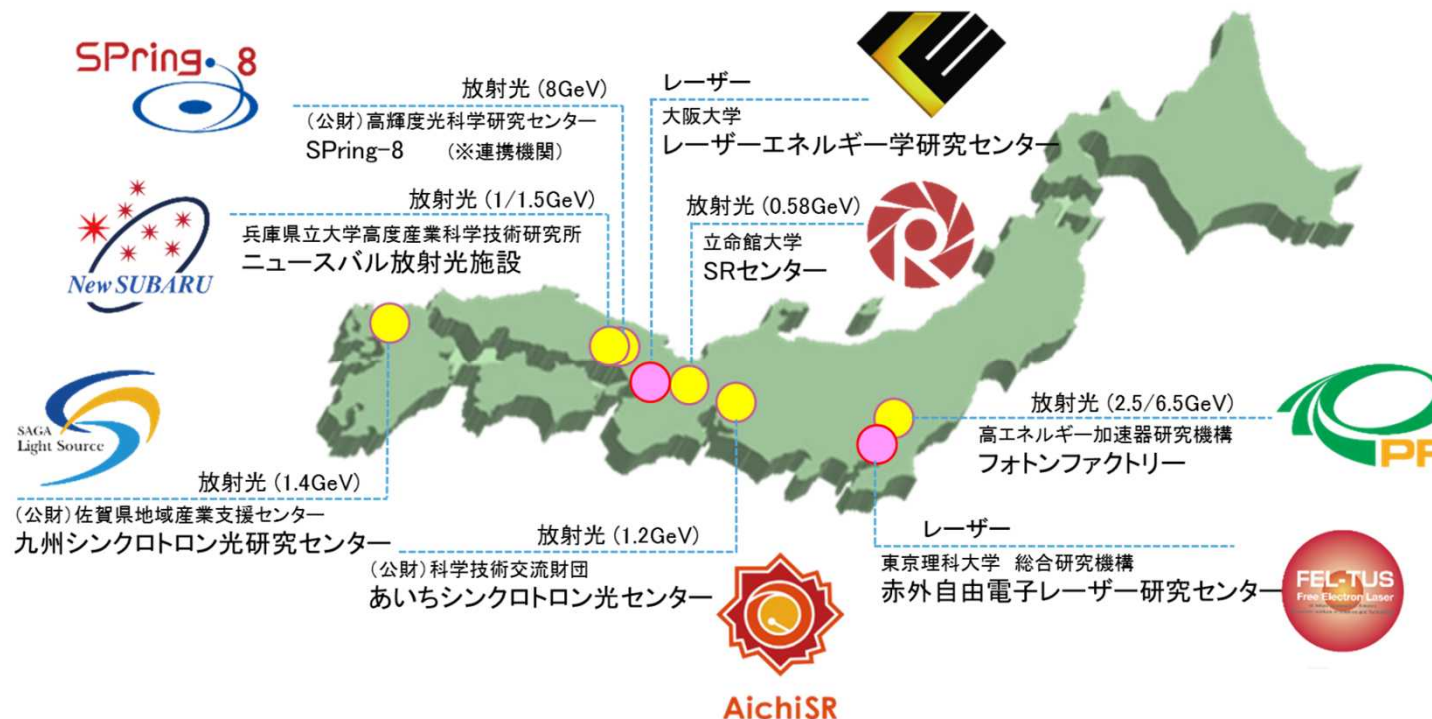 SPring-8
放射光 (8GeV)
(公財)高輝度光科学研究センター
SPring-8 (※連携機関)
レーザー
大阪大学
レーザーエネルギー学研究センター
New SUBARU
放射光 (1/1.5GeV)
兵庫県立大学高度産業科学技術研究所
ニュースバル放射光施設
放射光 (0.58GeV)
立命館大学
SRセンター
SAGA
Light Source
放射光 (1.4GeV)
(公財)佐賀県地域産業支援センター
九州シンクロトロン光研究センター
放射光 (1.2GeV)
(公財)科学技術交流財団
あいちシンクロトロン光センター
AichiSR
放射光 (2.5/6.5GeV)
高エネルギー加速器研究機構
フォトンファクトリー
PF
レーザー
東京理科大学 総合研究機構
赤外自由電子レーザー研究センター
FEL-TUS
Free Electron Laser